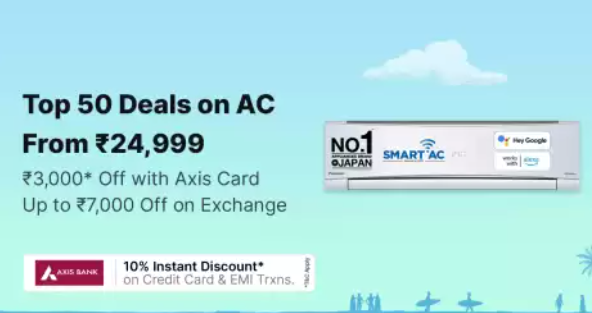 Top 50 Deals on AC
From ₹24,999
₹3,000* Off with Axis Card
Up to ₹7,000 Off on Exchange
NO.1
@JAPAN
SMART AC
Hey Google
works with
AXIS BANK
10% Instant Discount*
on Credit Card & EMI Trxns.